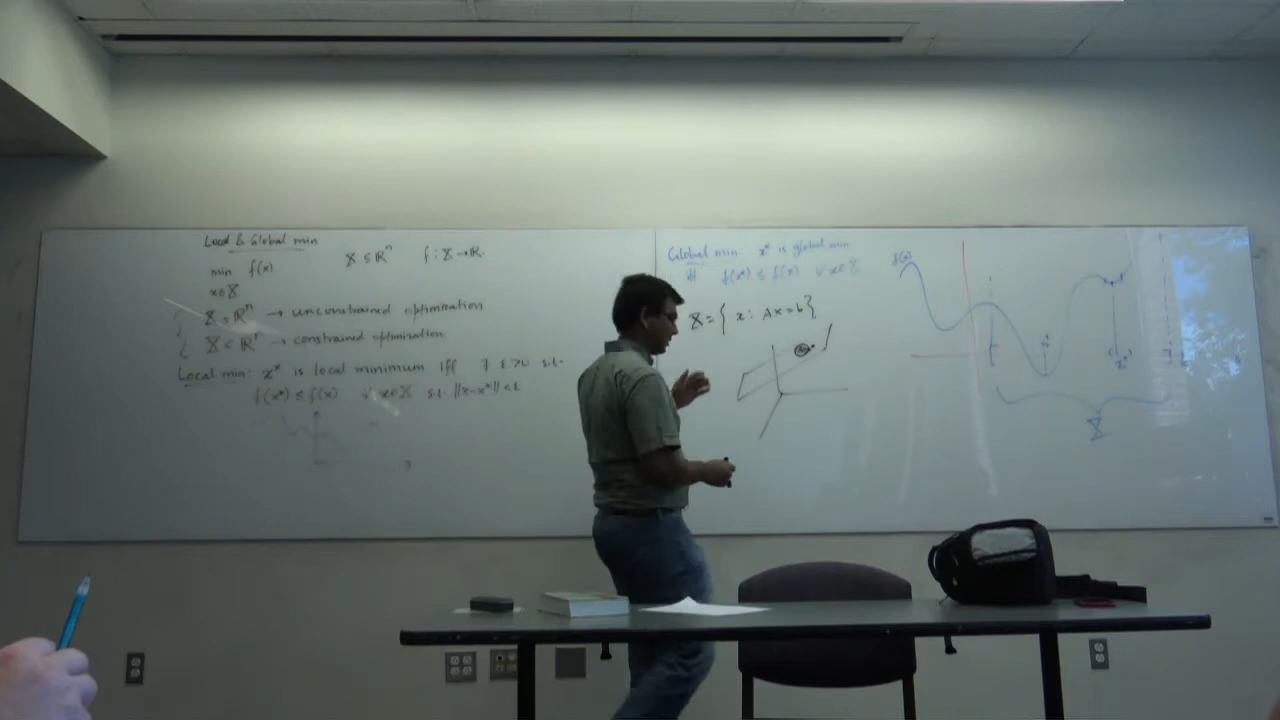 Local & Global min
min f(x) 𝕏 ⊆ ℝⁿ f : 𝕏 → ℝ
x∈𝕏
𝕏 = ℝⁿ → unconstrained optimization
𝕏 ⊂ ℝⁿ → constrained optimization
Local min: x* is local minimum iff ∃ ε>0 s.t.
f(x*) ≤ f(x) ∀ x∈𝕏 s.t. ||x-x*|| < ε
Global min x* is global min
iff f(x*) ≤ f(x) ∀ x∈𝕏
𝕏 = { x : Ax = b }
f(x)
x*
x*
𝕏